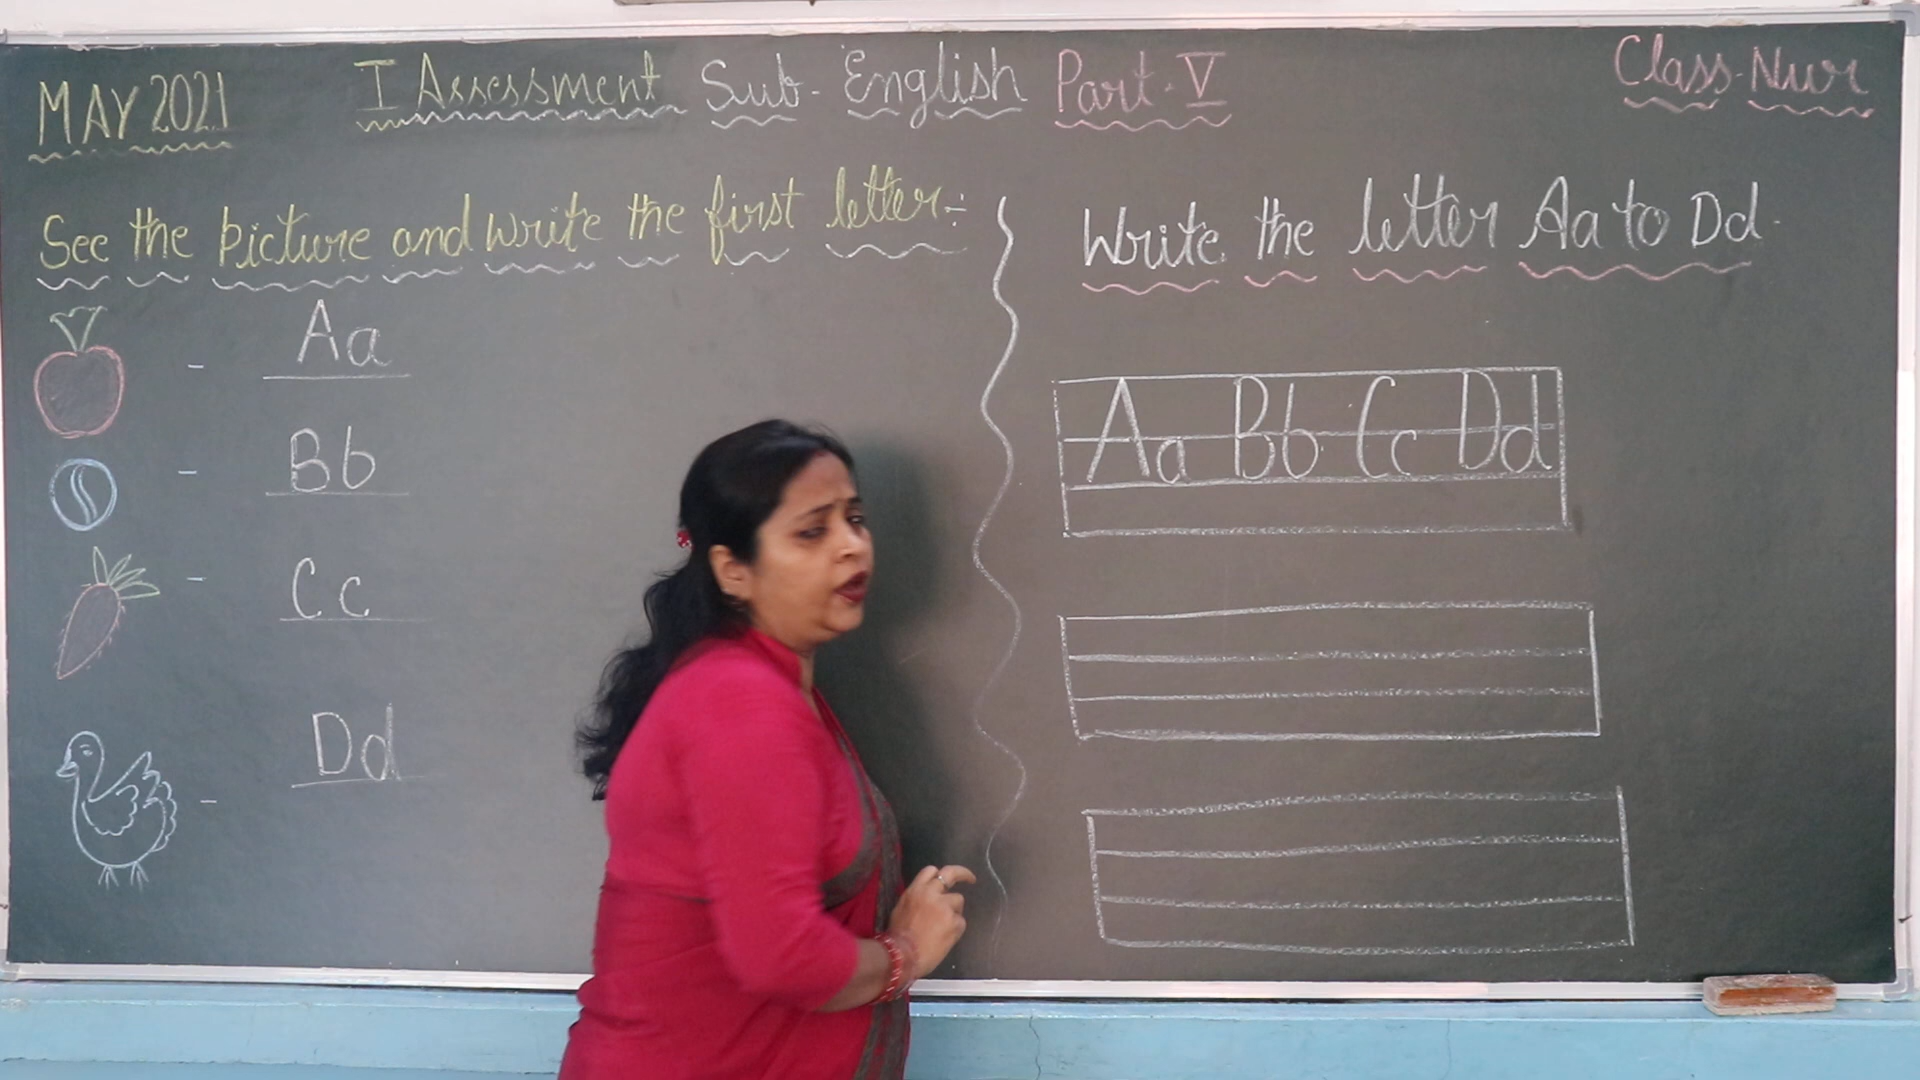 MAY 2021 I Assessment Sub- English Part-V Class-Nur
See the picture and write the first letter:-
- Aa
- Bb
- Cc
- Dd
Write the letter Aa to Dd.
Aa Bb Cc Dd